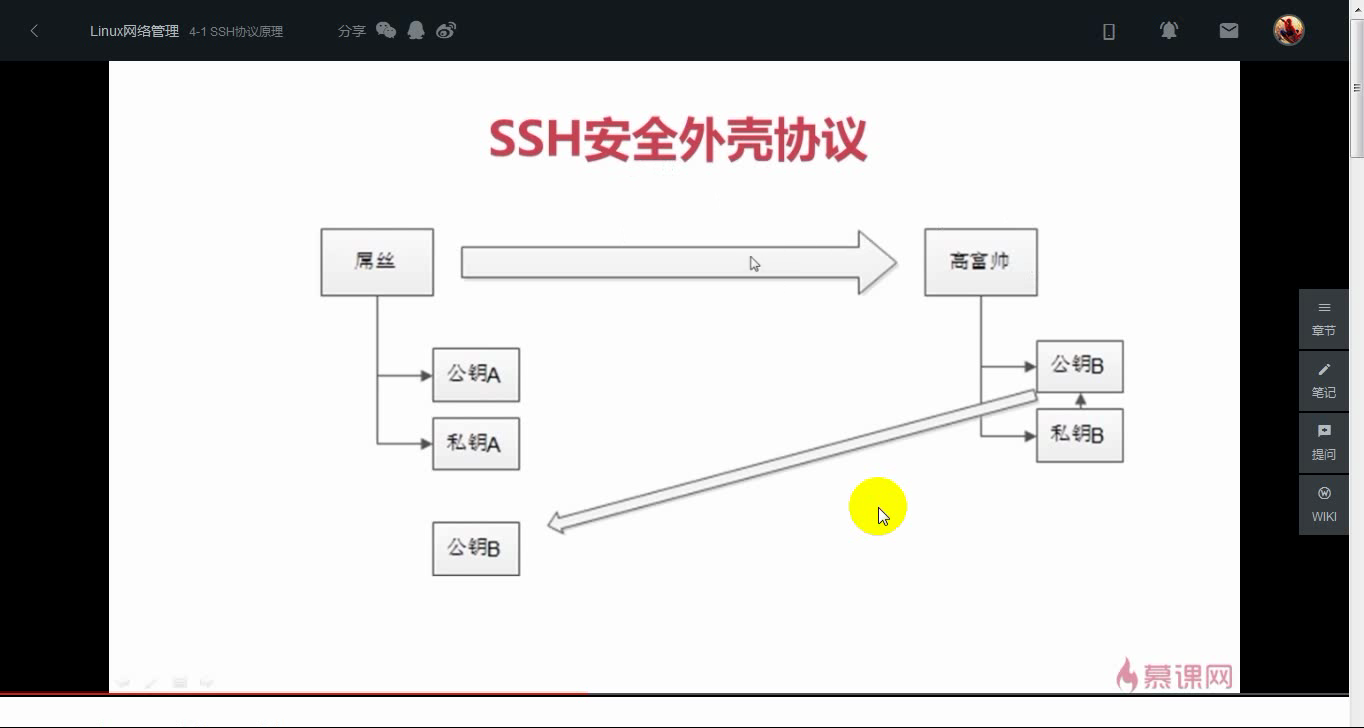 Linux网络管理 4-1 SSH协议原理 分享
SSH安全外壳协议
屌丝
高富帅
公钥A
公钥B
私钥A
私钥B
公钥B
章节
笔记
提问
WIKI
慕课网